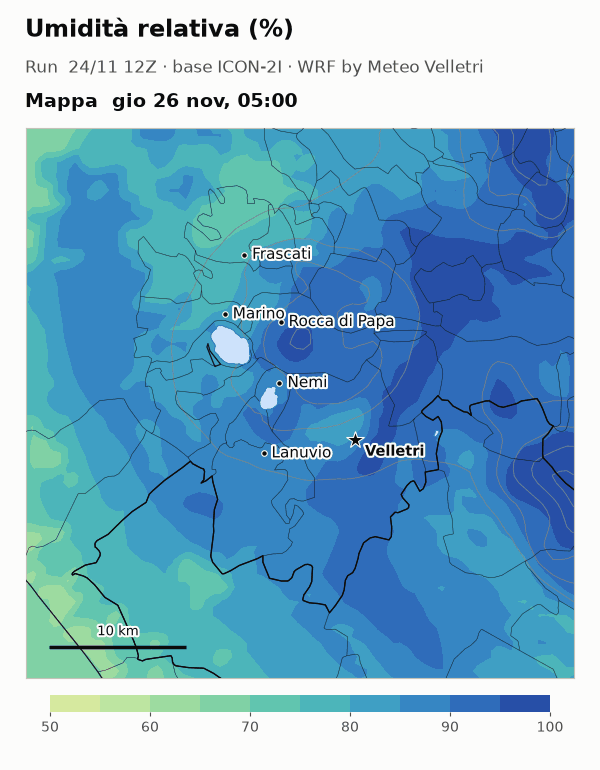 Umidità relativa (%)
Run  24/11 12Z · base ICON-2I · WRF by Meteo Velletri
Mappa  gio 26 nov, 05:00
Frascati
Marino
Rocca di Papa
Nemi
Velletri
Lanuvio
10 km
50 60 70 80 90 100